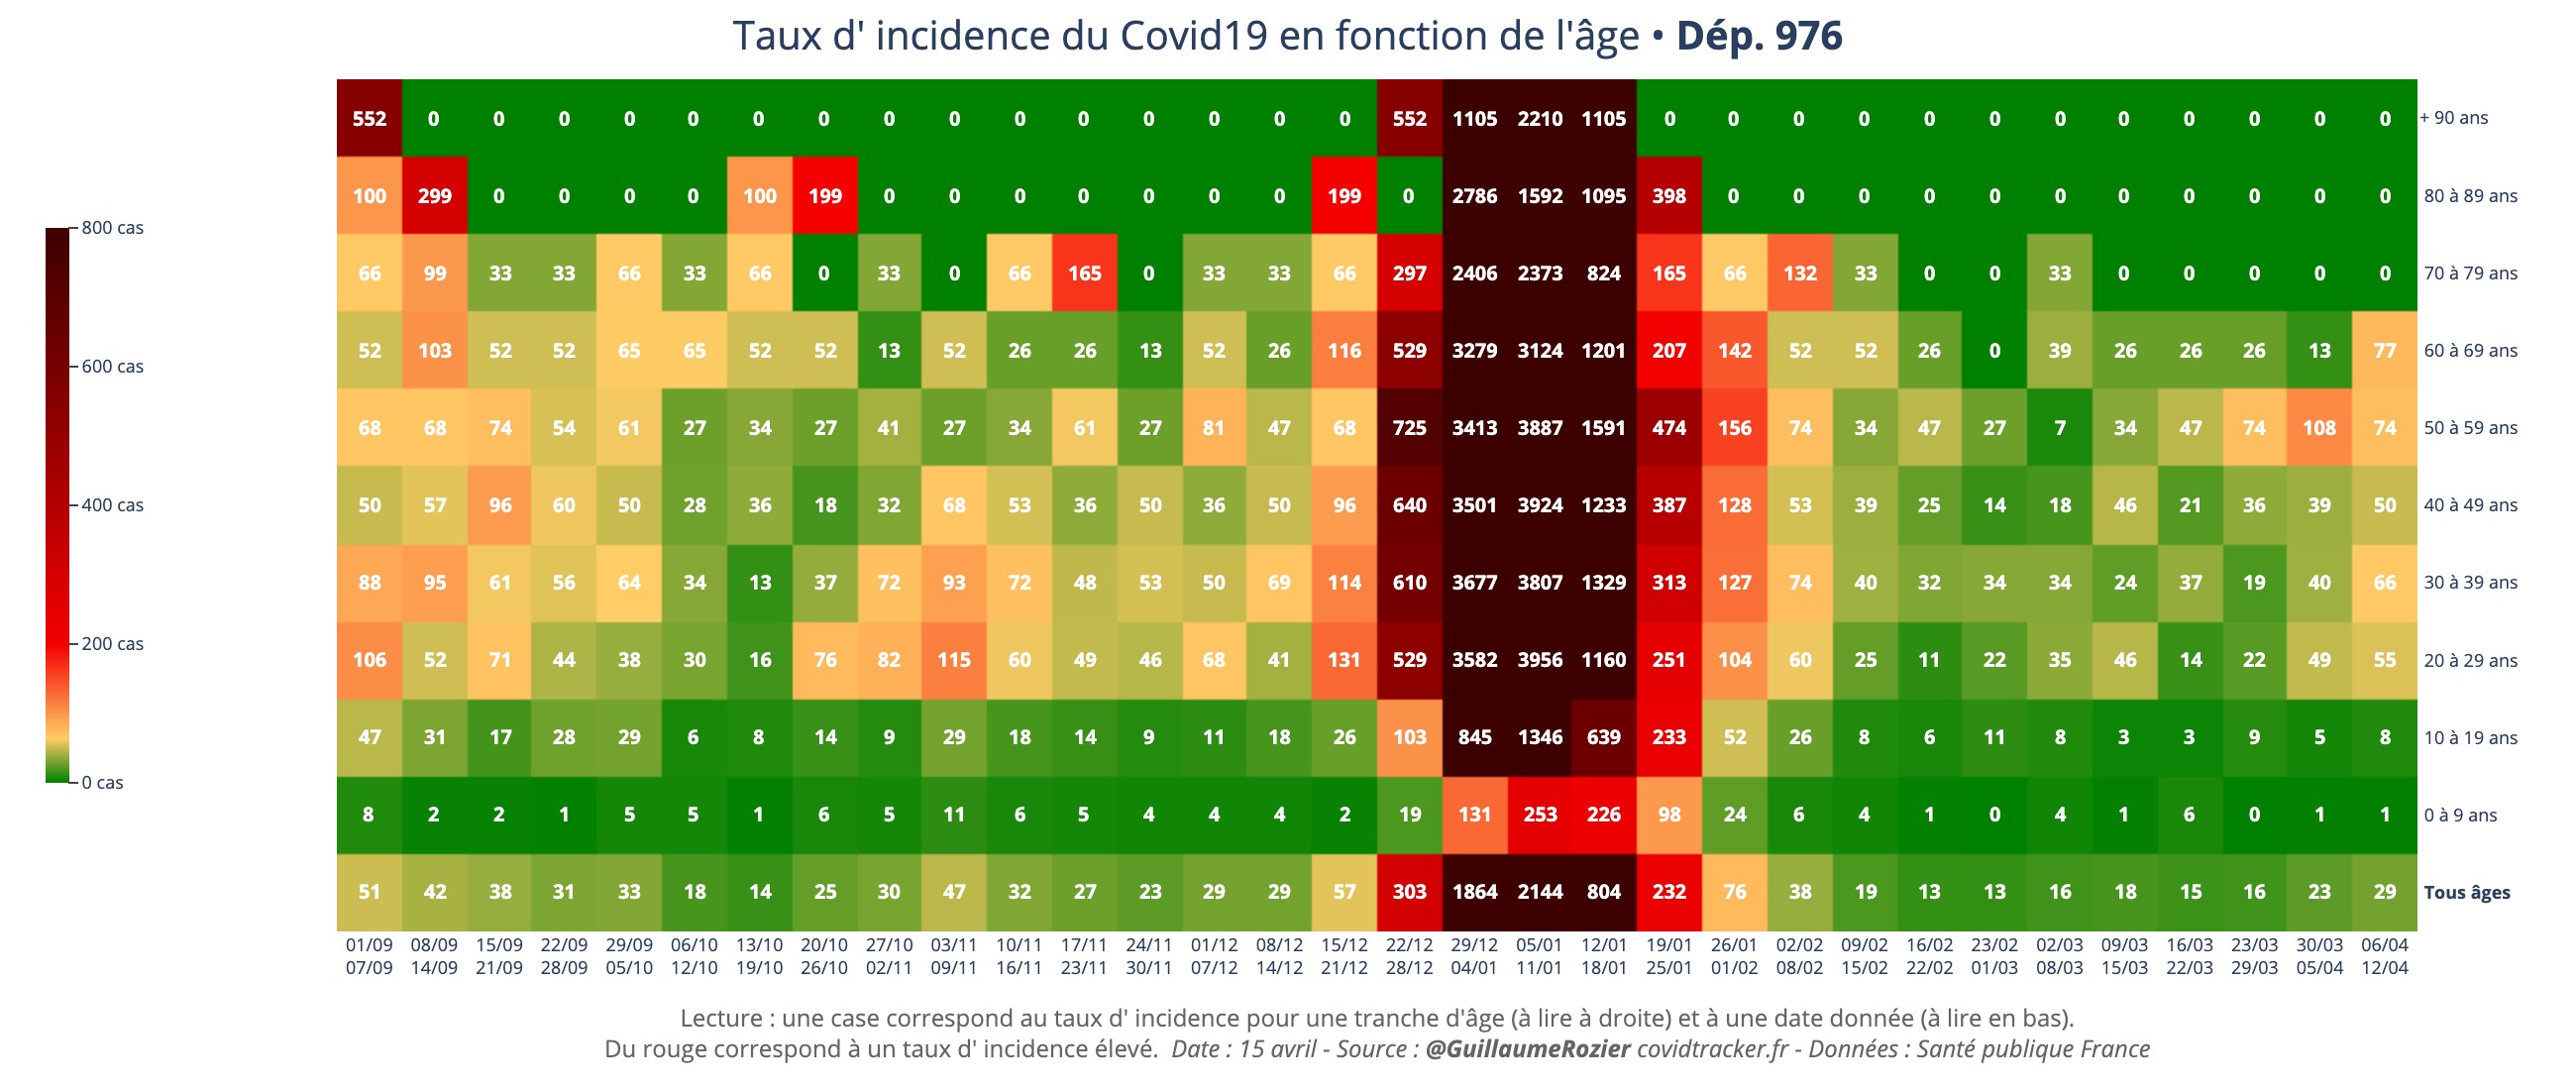 Taux d' incidence du Covid19 en fonction de l'âge • Dép. 976
800 cas
600 cas
400 cas
200 cas
0 cas
552 0 0 0 0 0 0 0 0 0 0 0 0 0 0 0 552 1105 2210 1105 0 0 0 0 0 0 0 0 0 0 0 0 + 90 ans
100 299 0 0 0 0 100 199 0 0 0 0 0 0 0 199 0 2786 1592 1095 398 0 0 0 0 0 0 0 0 0 0 0 80 à 89 ans
66 99 33 33 66 33 66 0 33 0 66 165 0 33 33 66 297 2406 2373 824 165 66 132 33 0 0 33 0 0 0 0 0 70 à 79 ans
52 103 52 52 65 65 52 52 13 52 26 26 13 52 26 116 529 3279 3124 1201 207 142 52 52 26 0 39 26 26 26 13 77 60 à 69 ans
68 68 74 54 61 27 34 27 41 27 34 61 27 81 47 68 725 3413 3887 1591 474 156 74 34 47 27 7 34 47 74 108 74 50 à 59 ans
50 57 96 60 50 28 36 18 32 68 53 36 50 36 50 96 640 3501 3924 1233 387 128 53 39 25 14 18 46 21 36 39 50 40 à 49 ans
88 95 61 56 64 34 13 37 72 93 72 48 53 50 69 114 610 3677 3807 1329 313 127 74 40 32 34 34 24 37 19 40 66 30 à 39 ans
106 52 71 44 38 30 16 76 82 115 60 49 46 68 41 131 529 3582 3956 1160 251 104 60 25 11 22 35 46 14 22 49 55 20 à 29 ans
47 31 17 28 29 6 8 14 9 29 18 14 9 11 18 26 103 845 1346 639 233 52 26 8 6 11 8 3 3 9 5 8 10 à 19 ans
8 2 2 1 5 5 1 6 5 11 6 5 4 4 4 2 19 131 253 226 98 24 6 4 1 0 4 1 6 0 1 1 0 à 9 ans
51 42 38 31 33 18 14 25 30 47 32 27 23 29 29 57 303 1864 2144 804 232 76 38 19 13 13 16 18 15 16 23 29 Tous âges
01/09 08/09 15/09 22/09 29/09 06/10 13/10 20/10 27/10 03/11 10/11 17/11 24/11 01/12 08/12 15/12 22/12 29/12 05/01 12/01 19/01 26/01 02/02 09/02 16/02 23/02 02/03 09/03 16/03 23/03 30/03 06/04
07/09 14/09 21/09 28/09 05/10 12/10 19/10 26/10 02/11 09/11 16/11 23/11 30/11 07/12 14/12 21/12 28/12 04/01 11/01 18/01 25/01 01/02 08/02 15/02 22/02 01/03 08/03 15/03 22/03 29/03 05/04 12/04
Lecture : une case correspond au taux d' incidence pour une tranche d'âge (à lire à droite) et à une date donnée (à lire en bas).
Du rouge correspond à un taux d' incidence élevé. Date : 15 avril - Source : @GuillaumeRozier covidtracker.fr - Données : Santé publique France